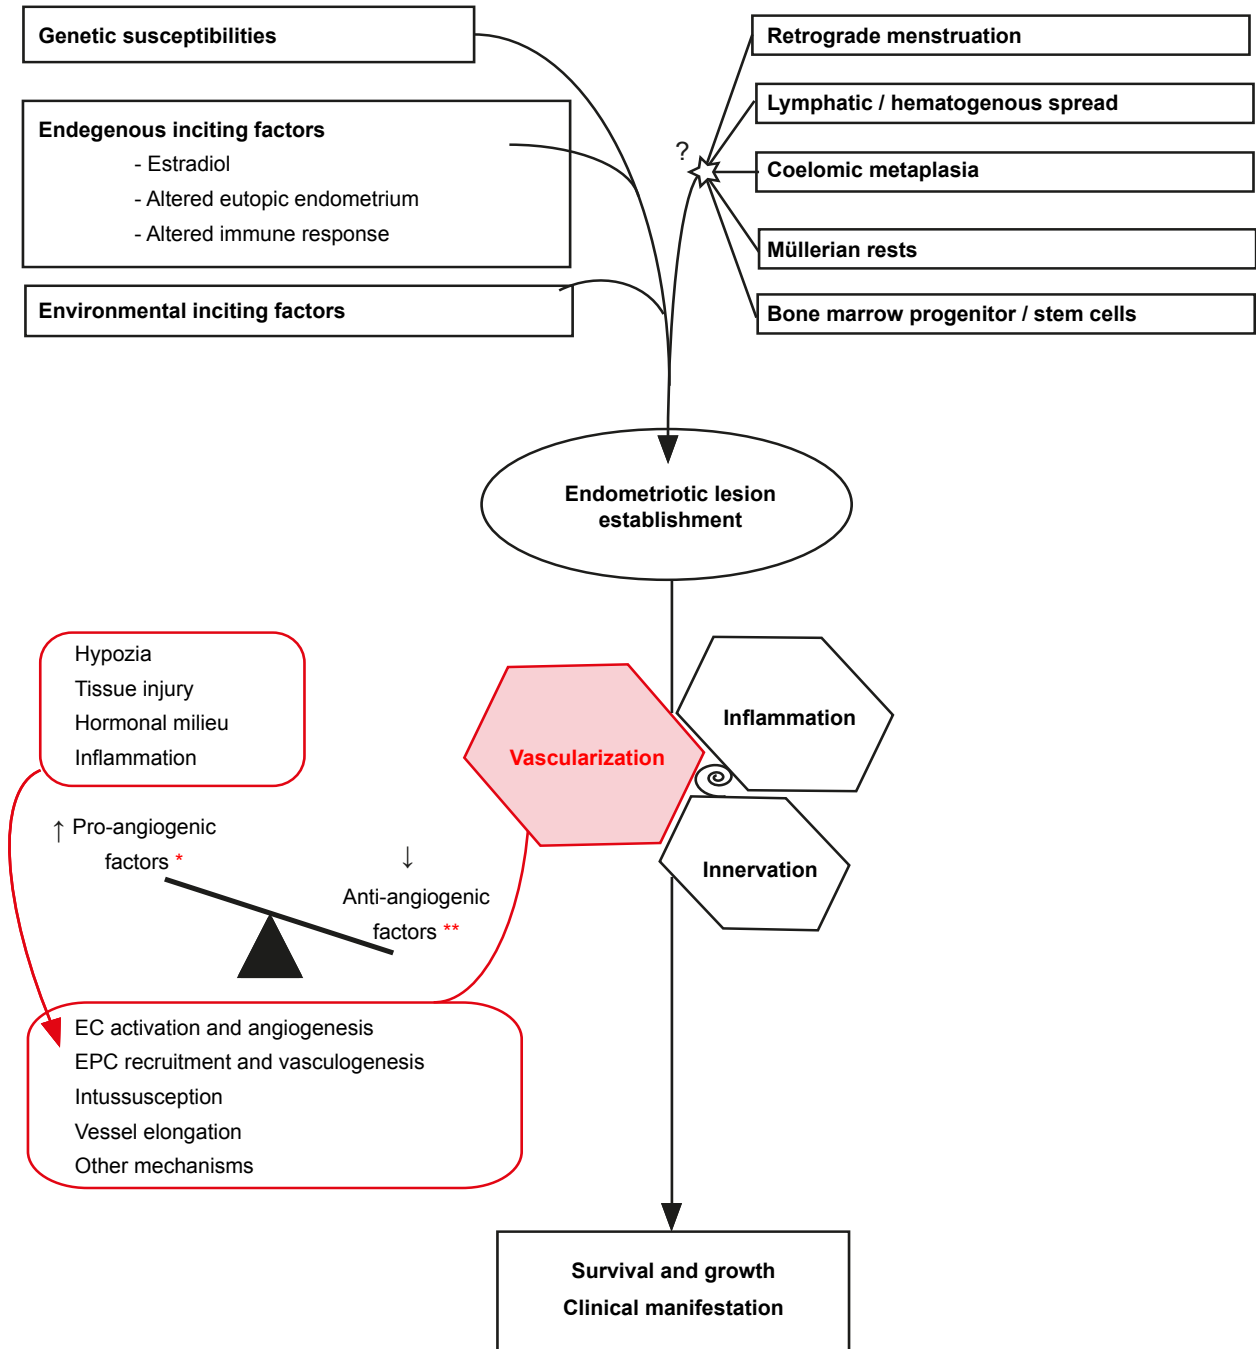 Genetic susceptibilities
Endegenous inciting factors
- Estradiol
- Altered eutopic endometrium
- Altered immune response
Environmental inciting factors
?
Retrograde menstruation
Lymphatic / hematogenous spread
Coelomic metaplasia
Müllerian rests
Bone marrow progenitor / stem cells
Endometriotic lesion
establishment
Hypozia
Tissue injury
Hormonal milieu
Inflammation
Vascularization
Inflammation
Innervation
↑ Pro-angiogenic
factors *
↓
Anti-angiogenic
factors **
EC activation and angiogenesis
EPC recruitment and vasculogenesis
Intussusception
Vessel elongation
Other mechanisms
Survival and growth
Clinical manifestation